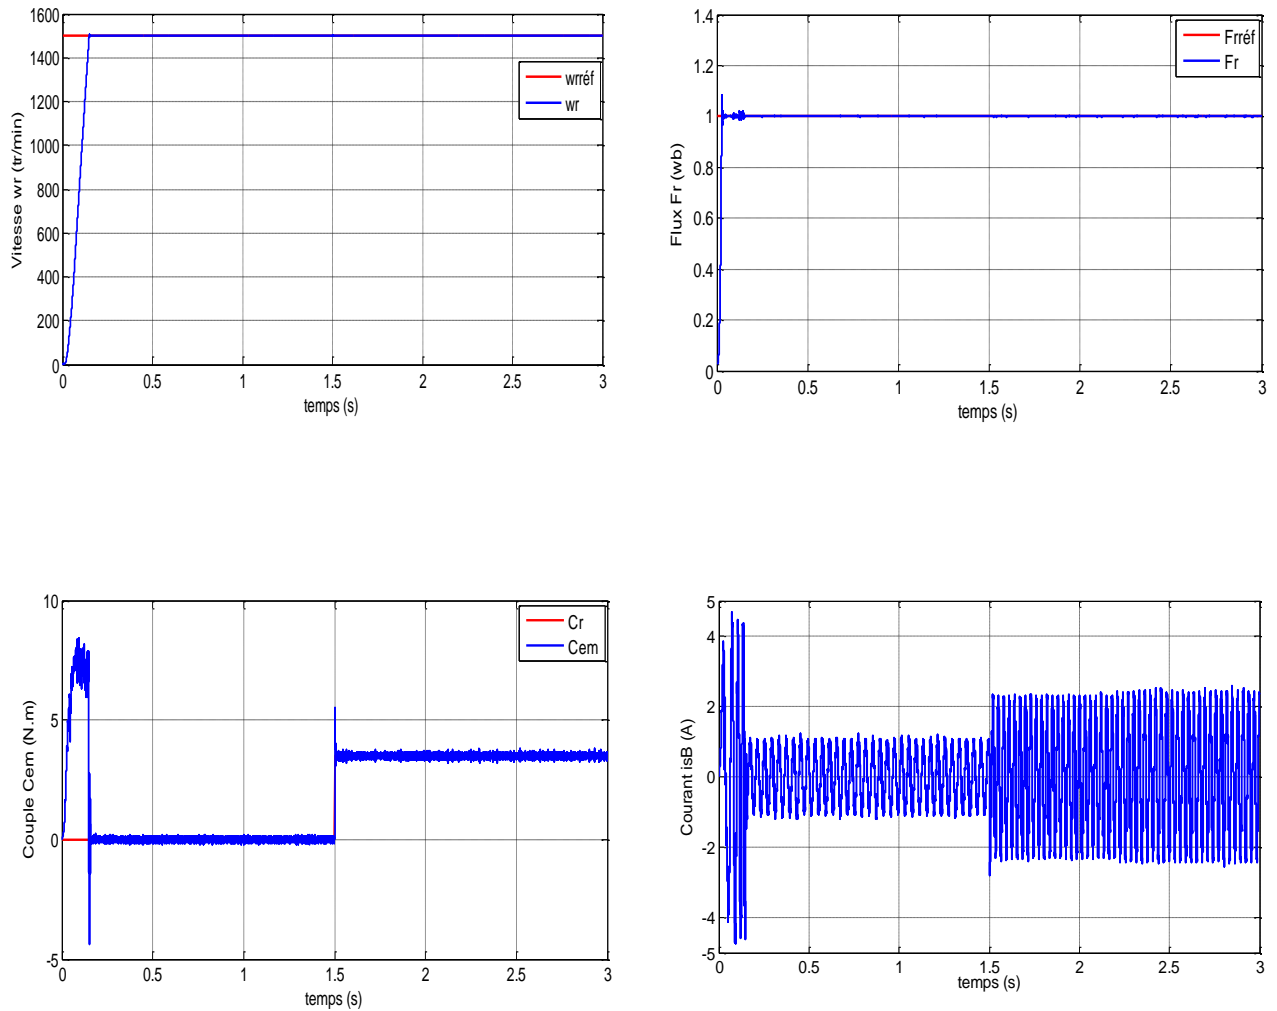 1600
1400
1200
1000
800
600
400
200
0
Vitesse wr (tr/min)
wrréf
wr
0 0.5 1 1.5 2 2.5 3
temps (s)
1.4
1.2
1
0.8
0.6
0.4
0.2
0
Flux Fr (wb)
Frréf
Fr
0 0.5 1 1.5 2 2.5 3
temps (s)
10
5
0
-5
Couple Cem (N.m)
Cr
Cem
0 0.5 1 1.5 2 2.5 3
temps (s)
5
4
2
0
-2
-4
-5
Courant isB (A)
0 0.5 1 1.5 2 2.5 3
temps (s)